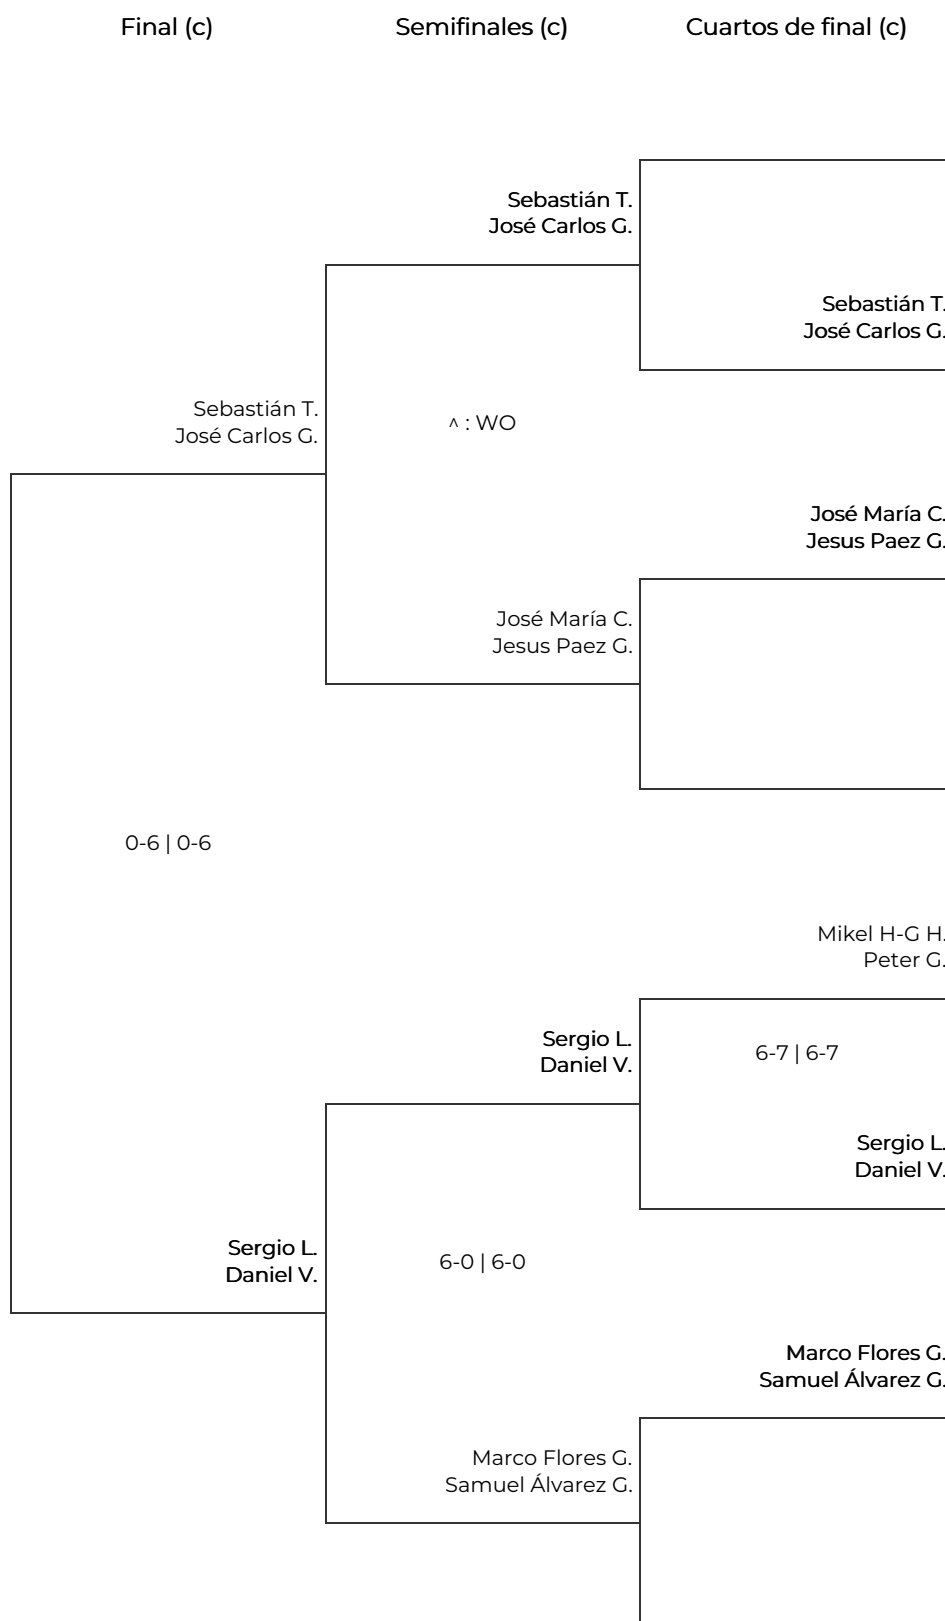 Final (c)
Semifinales (c)
Cuartos de final (c)
Sebastián T.
José Carlos G.
Sebastián T.
José Carlos G.
Sebastián T.
José Carlos G.
^ : WO
José María C.
Jesus Paez G.
José María C.
Jesus Paez G.
0-6 | 0-6
Mikel H-G H.
Peter G.
Sergio L.
Daniel V.
6-7 | 6-7
Sergio L.
Daniel V.
Sergio L.
Daniel V.
6-0 | 6-0
Marco Flores G.
Samuel Álvarez G.
Marco Flores G.
Samuel Álvarez G.